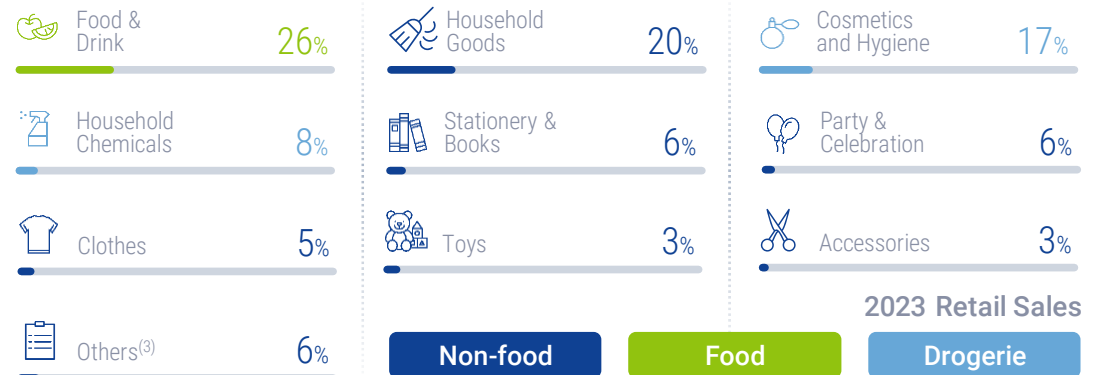 Food &
Drink
26%
Household
Goods
20%
Cosmetics
and Hygiene
17%
Household
Chemicals
8%
Stationery &
Books
6%
Party &
Celebration
6%
Clothes
5%
Toys
3%
Accessories
3%
2023 Retail Sales
Others(3)
6%
Non-food
Food
Drogerie